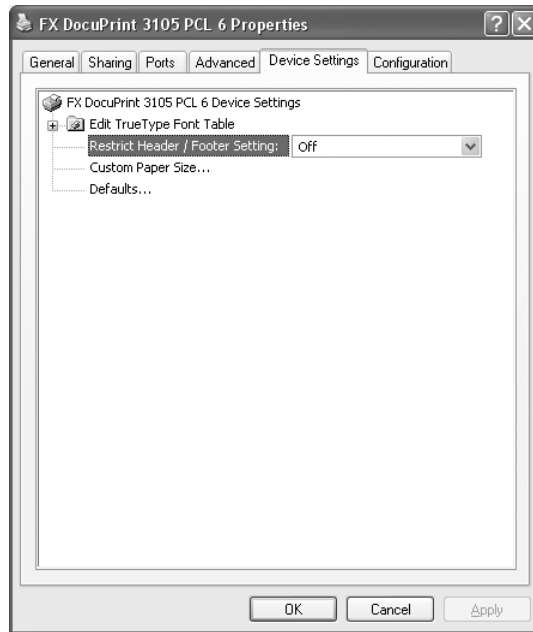 FX DocuPrint 3105 PCL 6 Properties
General Sharing Ports Advanced Device Settings Configuration
FX DocuPrint 3105 PCL 6 Device Settings
Edit TrueType Font Table
Restrict Header / Footer Setting: Off
Custom Paper Size...
Defaults...
OK Cancel Apply